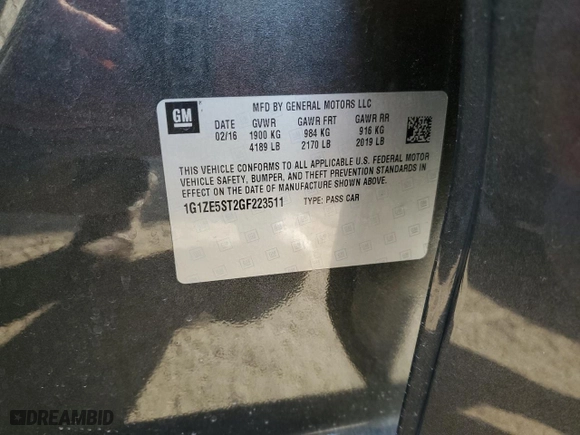 GM
MFD BY GENERAL MOTORS LLC
DATE GVWR GAWR FRT GAWR RR
02/16 1900 KG 984 KG 916 KG
4189 LB 2170 LB 2019 LB
THIS VEHICLE CONFORMS TO ALL APPLICABLE U.S. FEDERAL MOTOR
VEHICLE SAFETY, BUMPER, AND THEFT PREVENTION STANDARDS IN
EFFECT ON THE DATE OF MANUFACTURE SHOWN ABOVE.
1G1ZE5ST2GF223511 TYPE: PASS CAR
DREAMBID